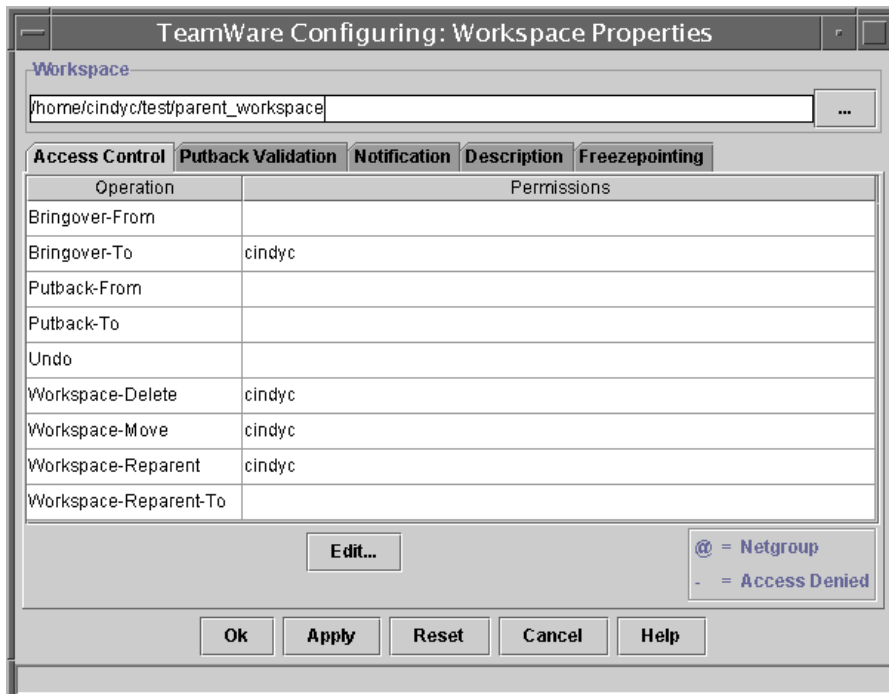 TeamWare Configuring: Workspace Properties
Workspace
/home/cindyc/test/parent_workspace
...
Access Control Putback Validation Notification Description Freezepointing
Operation Permissions
Bringover-From
Bringover-To cindyc
Putback-From
Putback-To
Undo
Workspace-Delete cindyc
Workspace-Move cindyc
Workspace-Reparent cindyc
Workspace-Reparent-To
Edit...
@ = Netgroup
- = Access Denied
Ok Apply Reset Cancel Help